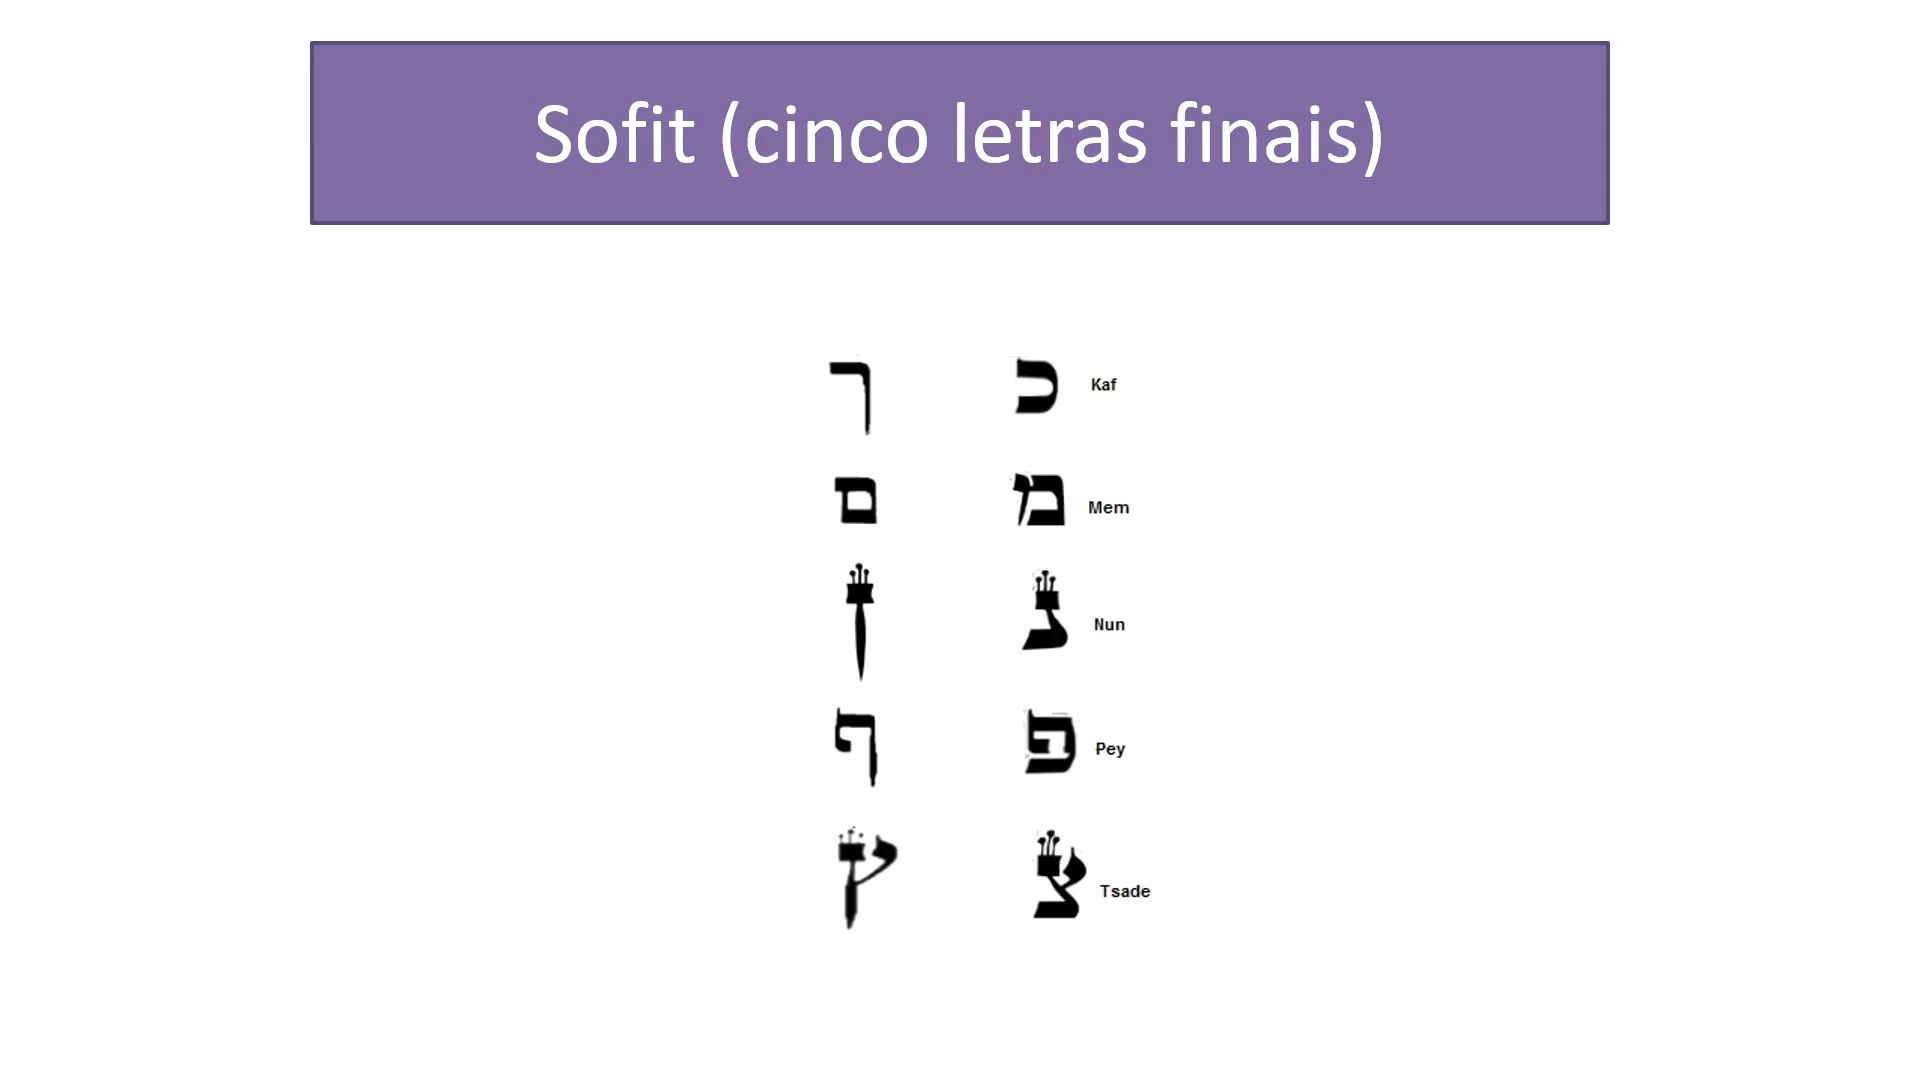 Sofit (cinco letras finais)
ך כ Kaf
ם מ Mem
ן נ Nun
ף פ Pey
ץ צ Tsade